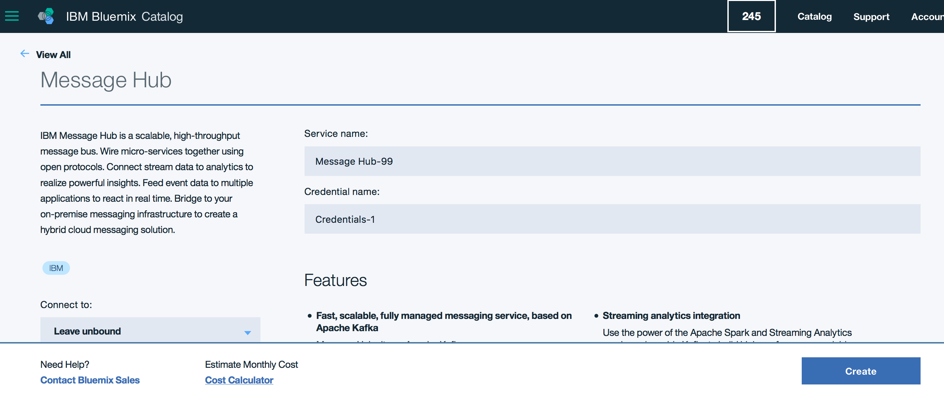 IBM Bluemix Catalog
245
Catalog
Support
Accoun
View All
Message Hub
IBM Message Hub is a scalable, high-throughput
message bus. Wire micro-services together using
open protocols. Connect stream data to analytics to
realize powerful insights. Feed event data to multiple
applications to react in real time. Bridge to your
on-premise messaging infrastructure to create a
hybrid cloud messaging solution.
IBM
Connect to:
Leave unbound
Service name:
Message Hub-99
Credential name:
Credentials-1
Features
• Fast, scalable, fully managed messaging service, based on
Apache Kafka
• Streaming analytics integration
Use the power of the Apache Spark and Streaming Analytics
Need Help?
Contact Bluemix Sales
Estimate Monthly Cost
Cost Calculator
Create